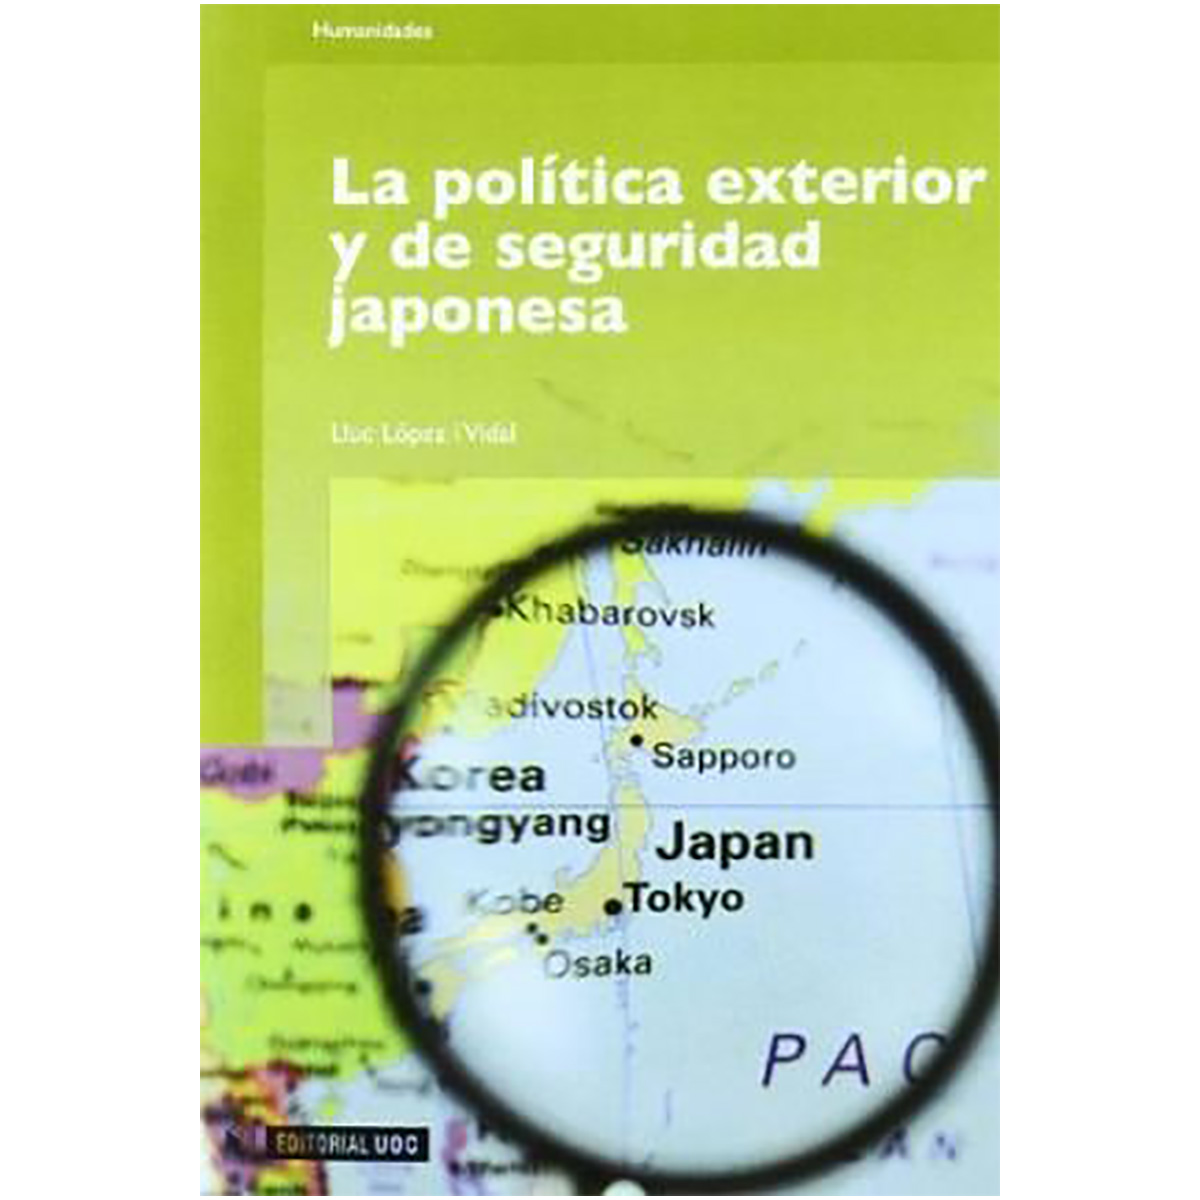 Humanidades
La política exterior
y de seguridad
japonesa
Lluc López i Vidal
Sakhalin
Khabarovsk
adivostok
Sapporo
Korea
yongyang
Japan
Kobe
Tokyo
Osaka
PAC
EDITORIAL UOC